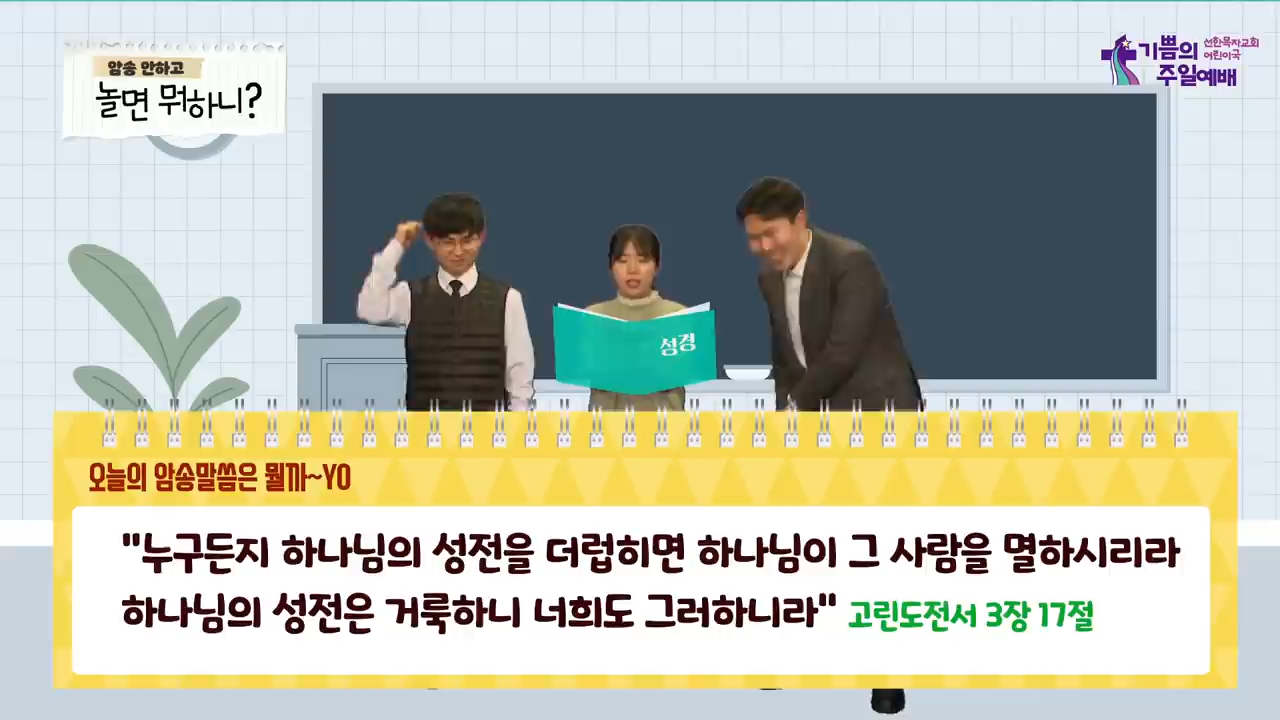 암송 안하고
놀면 뭐하니?
기쁨의
주일예배
선한목자교회
어린이국
성경
오늘의 암송말씀은 뭘까~YO
"누구든지 하나님의 성전을 더럽히면 하나님이 그 사람을 멸하시리라
하나님의 성전은 거룩하니 너희도 그러하니라" 고린도전서 3장 17절